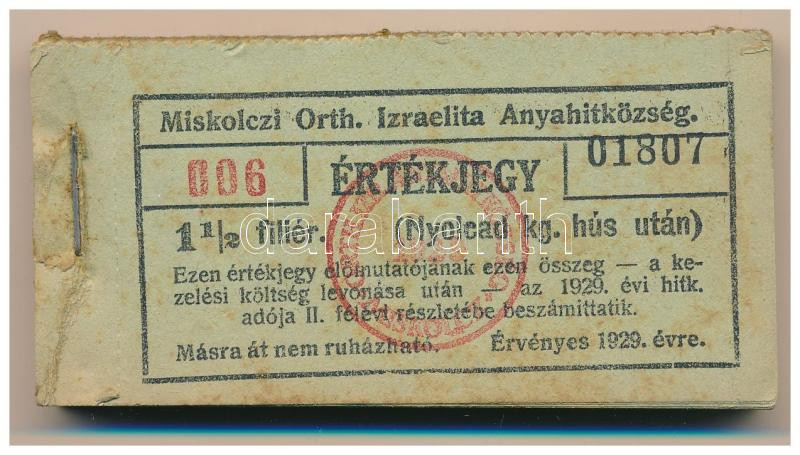 Miskolczi Orth. Izraelita Anyahitközség.
006 ÉRTÉKJEGY 01807
1 1/2 fillér. (Nyolcad kg. hús után)
darabanth
Ezen értékjegy előmutatójának ezen összeg — a ke-
zelési költség levonása után — az 1929. évi hitk.
adója II. félévi részletébe beszámittatik.
Másra át nem ruházható. Érvényes 1929. évre.